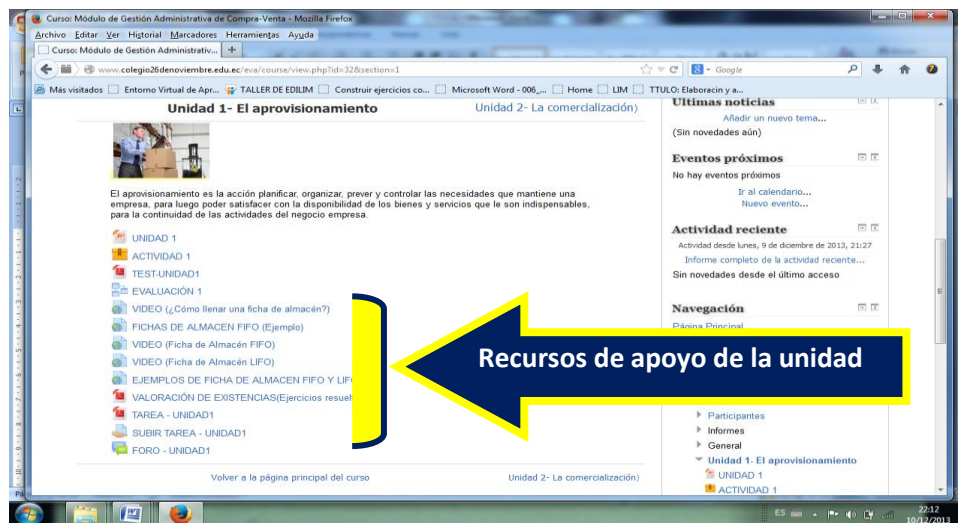 Curso: Módulo de Gestión Administrativa de Compra-Venta - Mozilla Firefox
Archivo Editar Ver Historial Marcadores Herramientas Ayuda
Curso: Módulo de Gestión Administrativ... +
www.colegio26denoviembre.edu.ec/eva/course/view.php?id=32&section=1
Google
Más visitados Entorno Virtual de Apr... TALLER DE EDILIM Construir ejercicios co... Microsoft Word - 006_... Home LIM TTULO: Elaboracin y a...
Unidad 1- El aprovisionamiento
Unidad 2- La comercialización)
El aprovisionamiento es la acción planificar, organizar, prever y controlar las necesidades que mantiene una
empresa, para luego poder satisfacer con la disponibilidad de los bienes y servicios que le son indispensables,
para la continuidad de las actividades del negocio empresa.
UNIDAD 1
ACTIVIDAD 1
TEST-UNIDAD1
EVALUACIÓN 1
VIDEO (¿Cómo llenar una ficha de almacén?)
FICHAS DE ALMACEN FIFO (Ejemplo)
VIDEO (Ficha de Almacén FIFO)
VIDEO (Ficha de Almacén LIFO)
EJEMPLOS DE FICHA DE ALMACEN FIFO Y LIF
VALORACIÓN DE EXISTENCIAS(Ejercicios resuel
TAREA - UNIDAD1
SUBIR TAREA - UNIDAD1
FORO - UNIDAD1
Volver a la página principal del curso
Unidad 2- La comercialización)
Recursos de apoyo de la unidad
Últimas noticias
Añadir un nuevo tema...
(Sin novedades aún)
Eventos próximos
No hay eventos próximos
Ir al calendario...
Nuevo evento...
Actividad reciente
Actividad desde lunes, 9 de diciembre de 2013, 21:27
Informe completo de la actividad reciente...
Sin novedades desde el último acceso
Navegación
Página Principal
Participantes
Informes
General
Unidad 1- El aprovisionamiento
UNIDAD 1
ACTIVIDAD 1
ES
22:12
10/12/2013